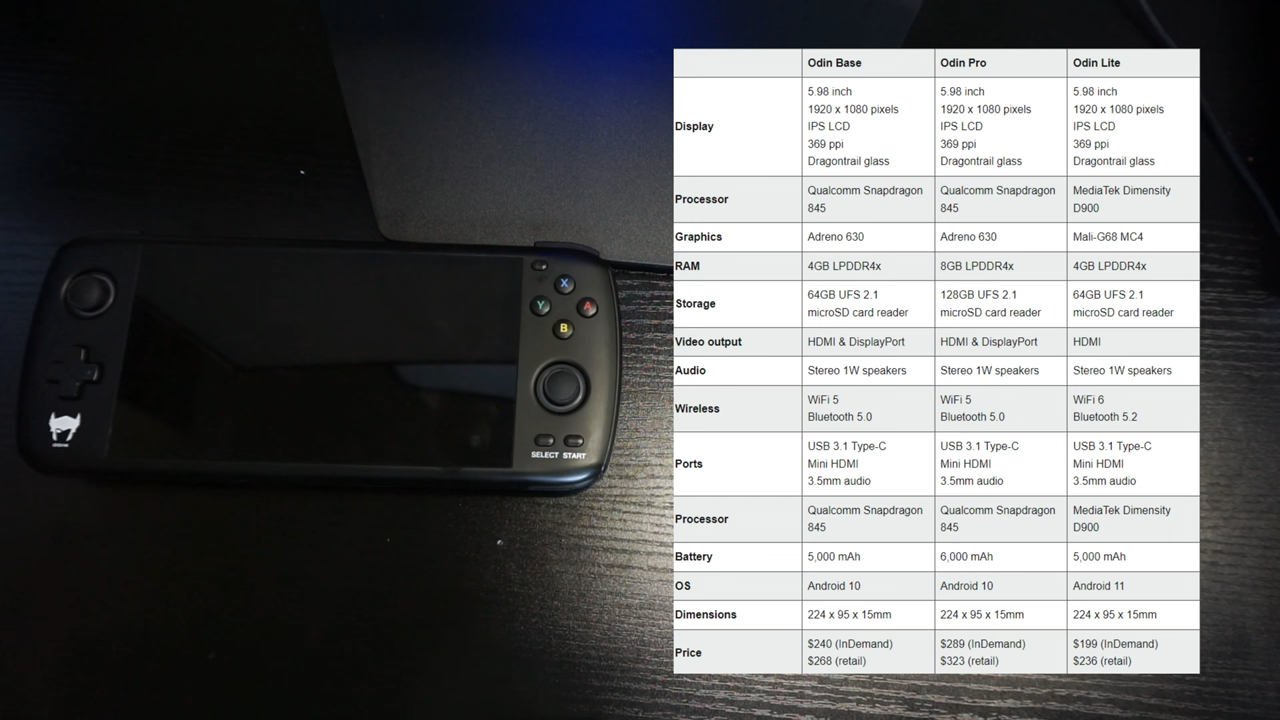 X
Y
A
B
SELECT START
Odin Base Odin Pro Odin Lite
Display
5.98 inch 5.98 inch 5.98 inch
1920 x 1080 pixels 1920 x 1080 pixels 1920 x 1080 pixels
IPS LCD IPS LCD IPS LCD
369 ppi 369 ppi 369 ppi
Dragontrail glass Dragontrail glass Dragontrail glass
Processor
Qualcomm Snapdragon Qualcomm Snapdragon MediaTek Dimensity
845 845 D900
Graphics Adreno 630 Adreno 630 Mali-G68 MC4
RAM 4GB LPDDR4x 8GB LPDDR4x 4GB LPDDR4x
Storage
64GB UFS 2.1 128GB UFS 2.1 64GB UFS 2.1
microSD card reader microSD card reader microSD card reader
Video output HDMI & DisplayPort HDMI & DisplayPort HDMI
Audio Stereo 1W speakers Stereo 1W speakers Stereo 1W speakers
Wireless
WiFi 5 WiFi 5 WiFi 6
Bluetooth 5.0 Bluetooth 5.0 Bluetooth 5.2
Ports
USB 3.1 Type-C USB 3.1 Type-C USB 3.1 Type-C
Mini HDMI Mini HDMI Mini HDMI
3.5mm audio 3.5mm audio 3.5mm audio
Processor
Qualcomm Snapdragon Qualcomm Snapdragon MediaTek Dimensity
845 845 D900
Battery 5,000 mAh 6,000 mAh 5,000 mAh
OS Android 10 Android 10 Android 11
Dimensions 224 x 95 x 15mm 224 x 95 x 15mm 224 x 95 x 15mm
Price
$240 (InDemand) $289 (InDemand) $199 (InDemand)
$268 (retail) $323 (retail) $236 (retail)